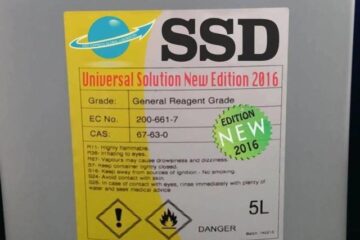 SSD
Universal Solution New Edition 2016
Grade: General Reagent Grade
EC No. 200-661-7
CAS: 67-63-0
EDITION
NEW
2016
R11: Highly flammable.
R36: Irritating to eyes.
R67: Vapours may cause drowsiness and dizziness.
S7: Keep container tightly closed.
S16: Keep away from sources of ignition - No smoking.
S24: Avoid contact with skin.
S26: In case of contact with eyes, rinse immediately with plenty of
water and seek medical advice
5L
DANGER